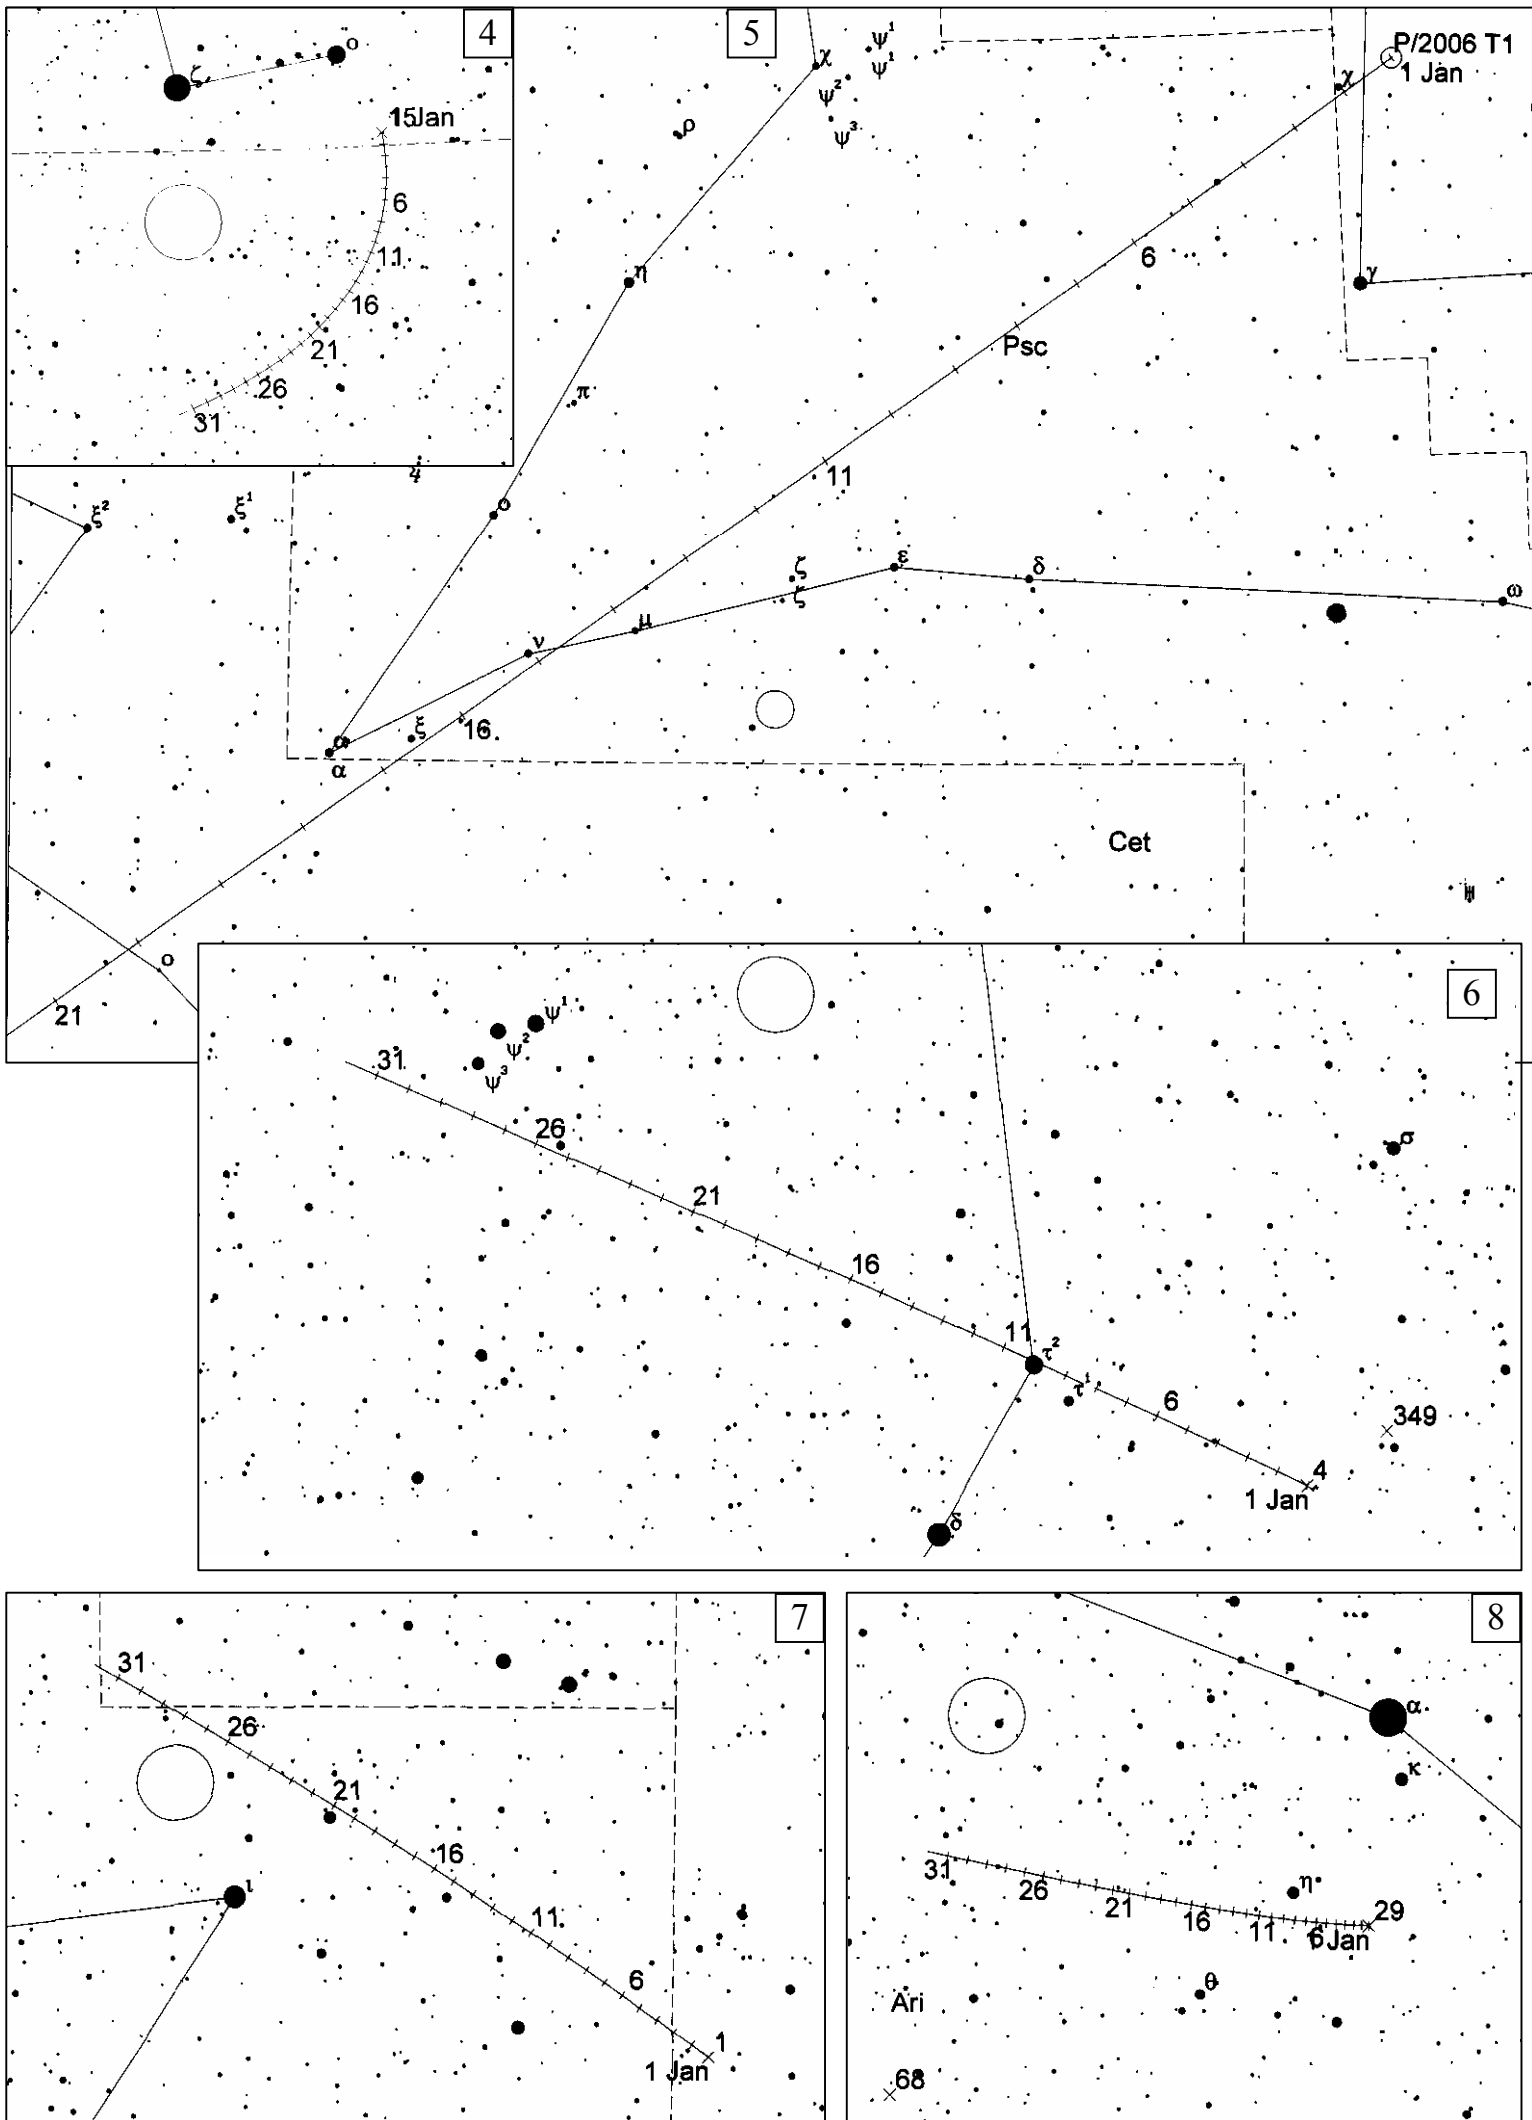 4
ο
ζ
15Jan
6
11
16
21
26
31
5
χ
ψ¹
ψ¹
ψ²
ψ³
ρ
P/2006 T1
1 Jan
χ
6
γ
η
Psc
π
11
ο
ξ²
ξ¹
ε
δ
ζ
ζ
ω
μ
ν
16
ξ
α
α
Cet
ο
21
6
ψ¹
ψ²
ψ³
31
26
σ
21
16
11
τ²
τ¹
6
349
4
1 Jan
δ
7
31
26
21
16
ι
11
6
1
1 Jan
8
α
κ
31
26
21
16
11
6
η
29
Jan
θ
Ari
68